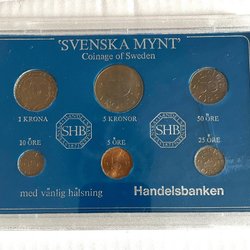 'SVENSKA MYNT'
Coinage of Sweden
1 KRONA 5 KRONOR 50 ÖRE
10 ÖRE 5 ÖRE 25 ÖRE
SHB SHB
med vänlig hälsning Handelsbanken